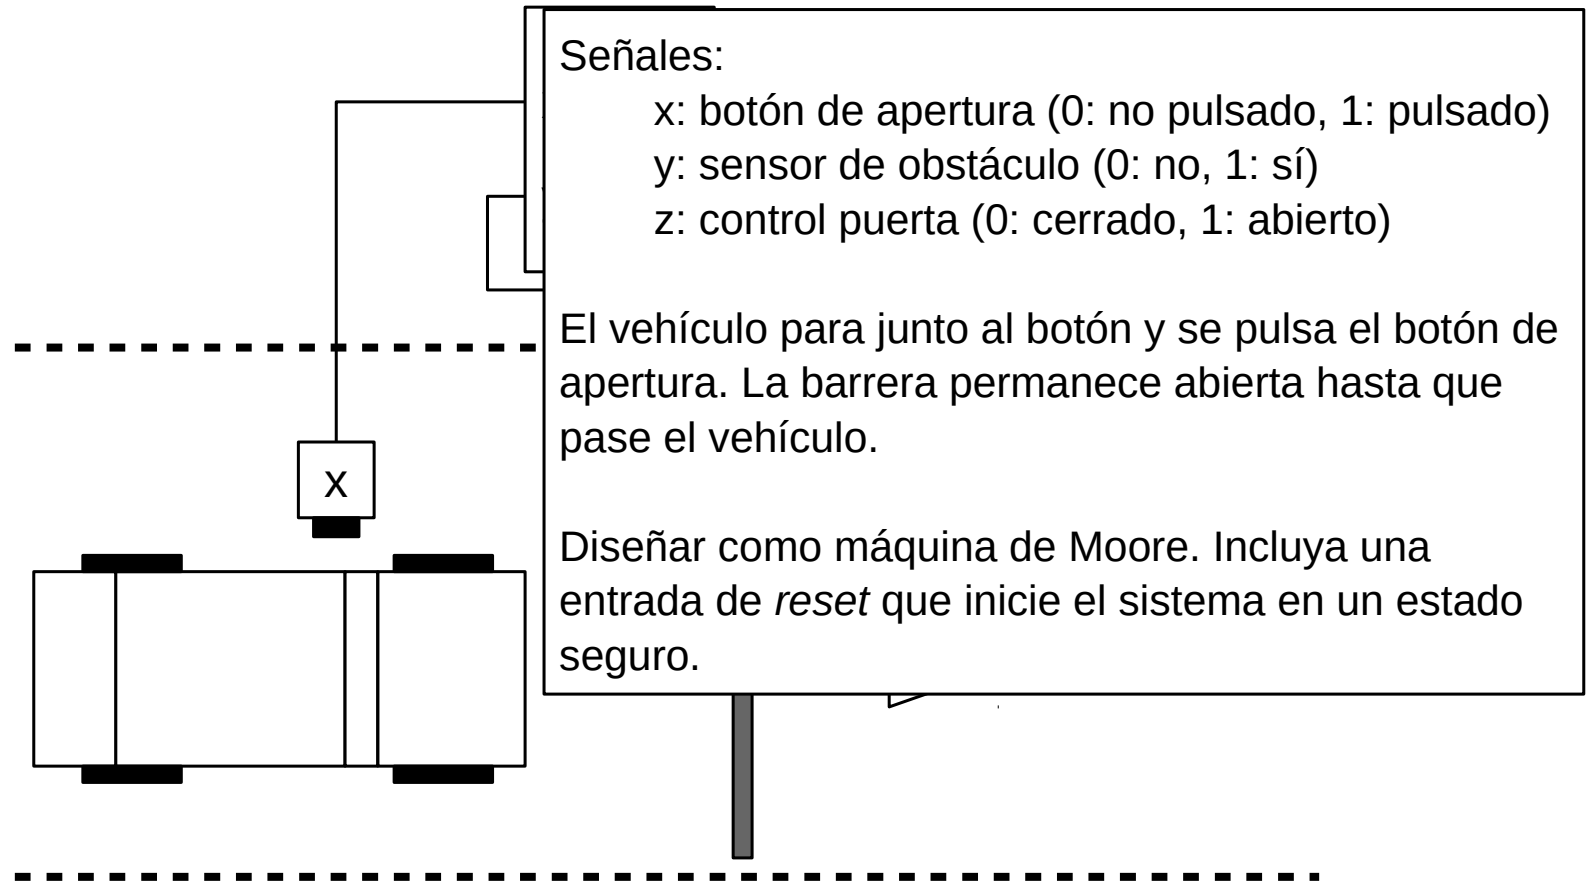 Señales:
x: botón de apertura (0: no pulsado, 1: pulsado)
y: sensor de obstáculo (0: no, 1: sí)
z: control puerta (0: cerrado, 1: abierto)
El vehículo para junto al botón y se pulsa el botón de
apertura. La barrera permanece abierta hasta que
pase el vehículo.
Diseñar como máquina de Moore. Incluya una
entrada de reset que inicie el sistema en un estado
seguro.
x